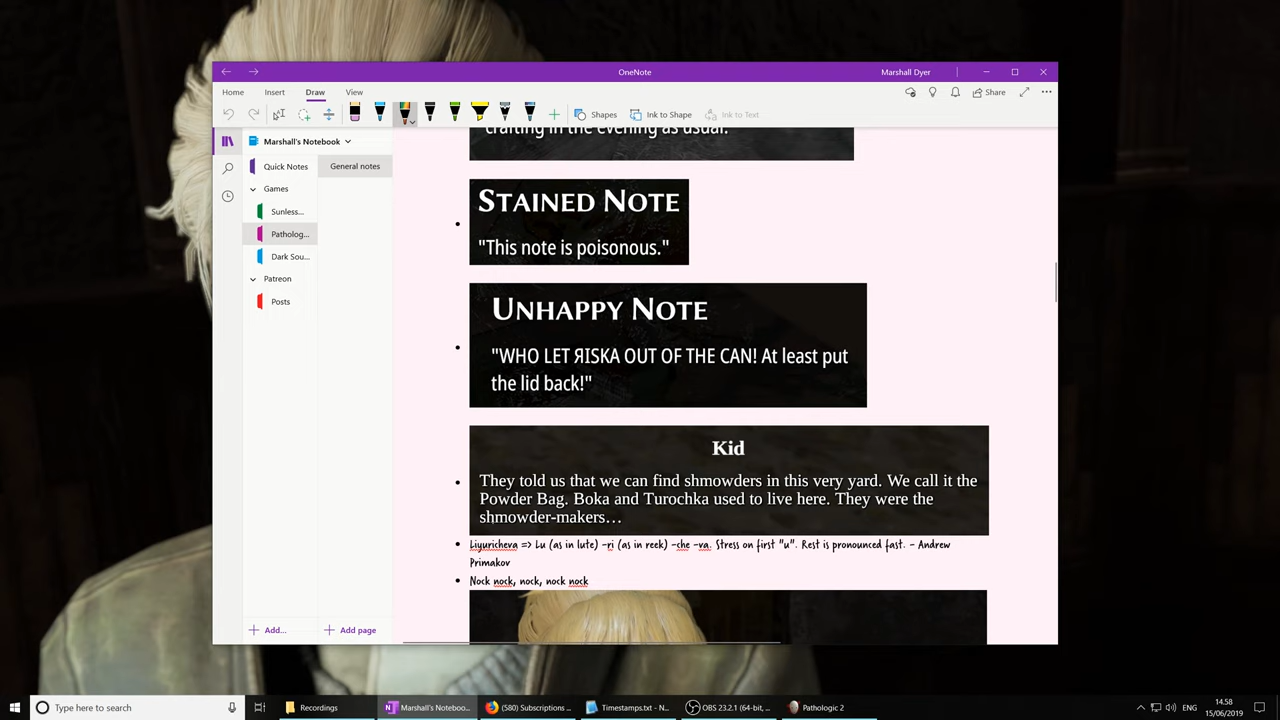 OneNote
Marshall Dyer
Home
Insert
Draw
View
Share
Shapes
Ink to Shape
Ink to Text
Marshall's Notebook
Quick Notes
General notes
Games
Sunless...
Patholog...
Dark Sou...
Patreon
Posts
Add...
Add page
crafting in the evening as usual."
STAINED NOTE
"This note is poisonous."
UNHAPPY NOTE
"WHO LET ЯISKA OUT OF THE CAN! At least put
the lid back!"
Kid
They told us that we can find shmowders in this very yard. We call it the
Powder Bag. Boka and Turochka used to live here. They were the
shmowder-makers…
Liyuricheva => Lu (as in lute) -ri (as in reek) -che -va. Stress on first "u". Rest is pronounced fast. - Andrew
Primakov
Nock nock, nock, nock nock
Type here to search
Recordings
Marshall's Noteboo...
(580) Subscriptions ...
Timestamps.txt - N...
OBS 23.2.1 (64-bit, ...
Pathologic 2
ENG
14.58
15/06/2019